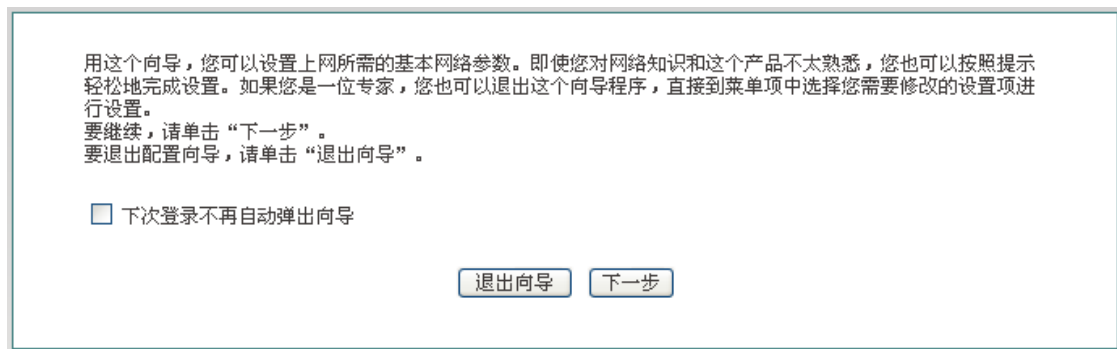 用这个向导，您可以设置上网所需的基本网络参数。即使您对网络知识和这个产品不太熟悉，您也可以按照提示
轻松地完成设置。如果您是一位专家，您也可以退出这个向导程序，直接到菜单项中选择您需要修改的设置项进
行设置。
要继续，请单击“下一步”。
要退出配置向导，请单击“退出向导”。
下次登录不再自动弹出向导
退出向导 下一步